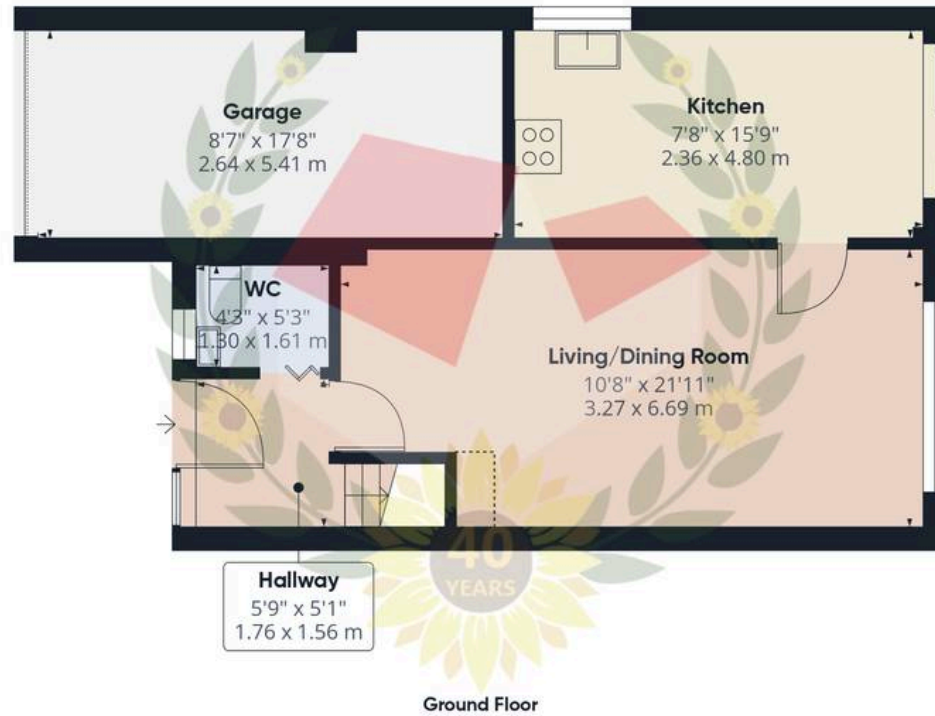 Garage
8'7" x 17'8"
2.64 x 5.41 m
Kitchen
7'8" x 15'9"
2.36 x 4.80 m
WC
4'3" x 5'3"
1.30 x 1.61 m
Living/Dining Room
10'8" x 21'11"
3.27 x 6.69 m
40
YEARS
Hallway
5'9" x 5'1"
1.76 x 1.56 m
Ground Floor